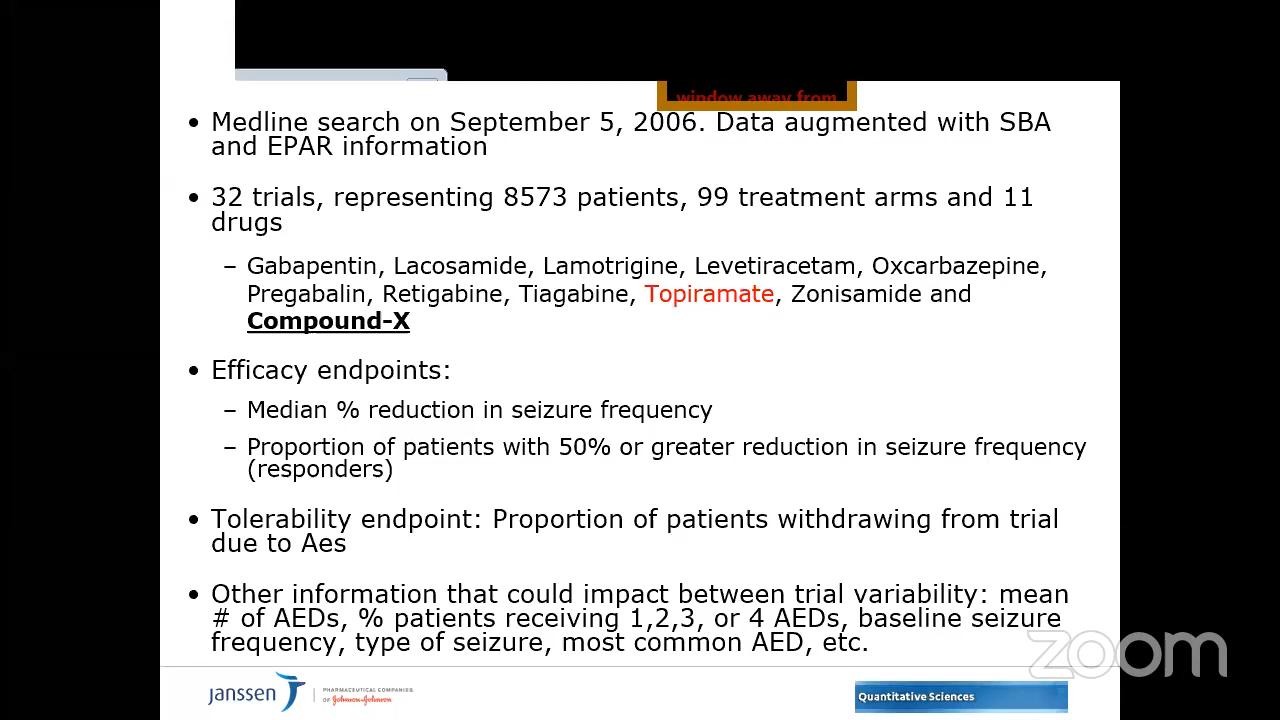 window away from
• Medline search on September 5, 2006. Data augmented with SBA
and EPAR information
• 32 trials, representing 8573 patients, 99 treatment arms and 11
drugs
– Gabapentin, Lacosamide, Lamotrigine, Levetiracetam, Oxcarbazepine,
Pregabalin, Retigabine, Tiagabine, Topiramate, Zonisamide and
Compound-X
• Efficacy endpoints:
– Median % reduction in seizure frequency
– Proportion of patients with 50% or greater reduction in seizure frequency
(responders)
• Tolerability endpoint: Proportion of patients withdrawing from trial
due to Aes
• Other information that could impact between trial variability: mean
# of AEDs, % patients receiving 1,2,3, or 4 AEDs, baseline seizure
frequency, type of seizure, most common AED, etc.
zoom
janssen
PHARMACEUTICAL COMPANIES
OF Johnson-Johnson
Quantitative Sciences